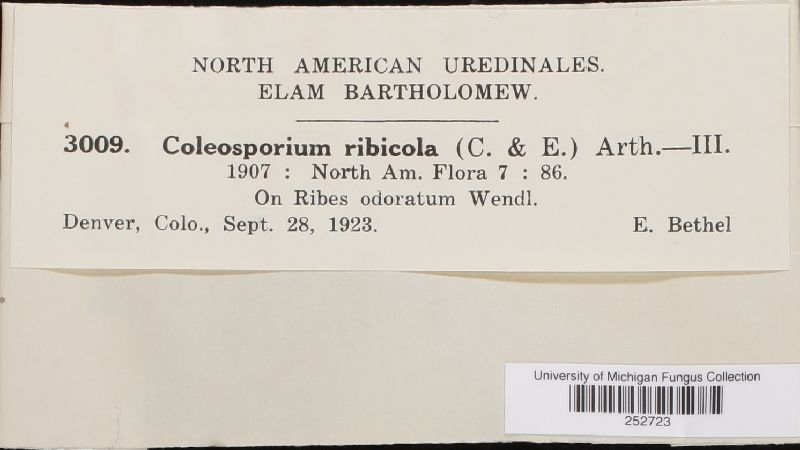 NORTH AMERICAN UREDINALES.
ELAM BARTHOLOMEW.
3009. Coleosporium ribicola (C. & E.) Arth.—III.
1907 : North Am. Flora 7 : 86.
On Ribes odoratum Wendl.
Denver, Colo., Sept. 28, 1923. E. Bethel
University of Michigan Fungus Collection
252723